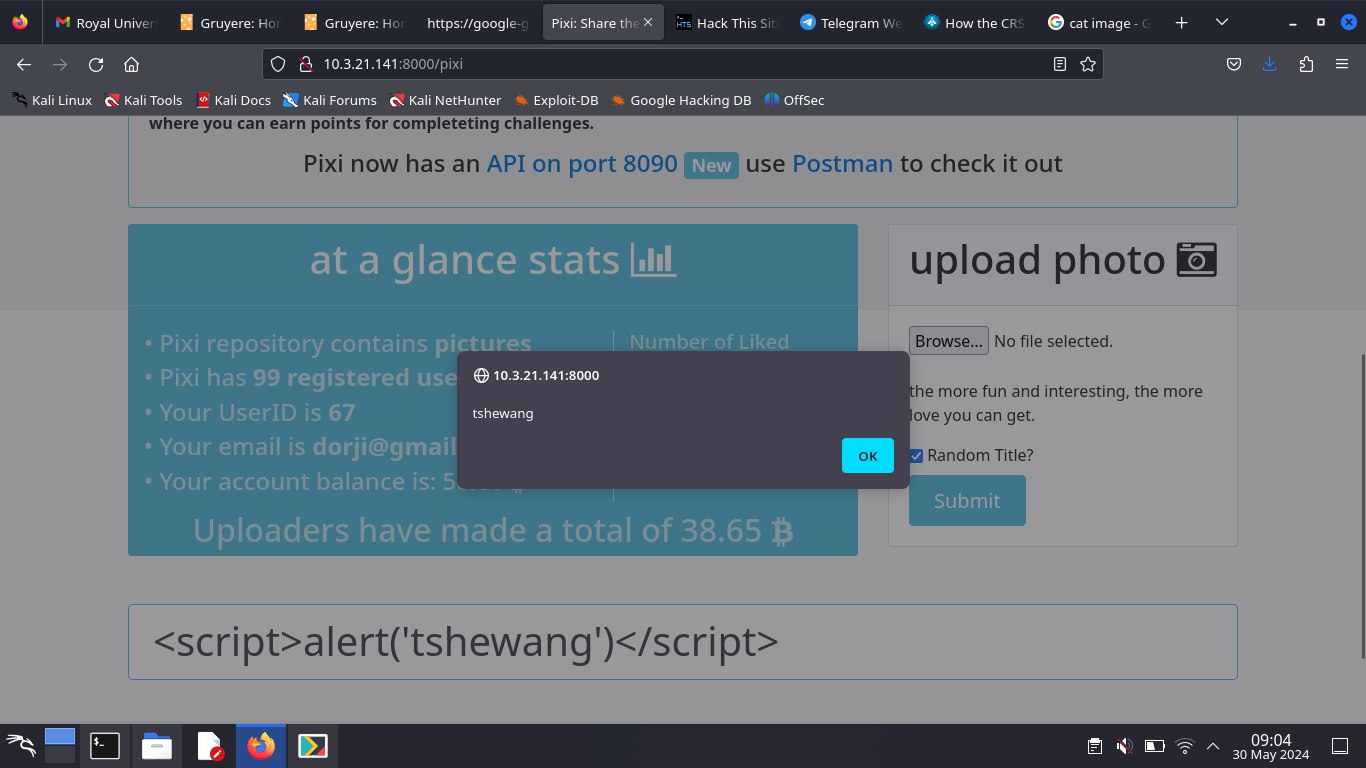 Royal Univers
Gruyere: Hor
Gruyere: Hor
https://google-g
Pixi: Share the
Hack This Sit
Telegram We
How the CRS
cat image - G
10.3.21.141:8000/pixi
Kali Linux
Kali Tools
Kali Docs
Kali Forums
Kali NetHunter
Exploit-DB
Google Hacking DB
OffSec
where you can earn points for completeting challenges.
Pixi now has an API on port 8090 New use Postman to check it out
at a glance stats
• Pixi repository contains pictures
• Pixi has 99 registered use
• Your UserID is 67
• Your email is dorji@gmail
• Your account balance is: 5
Uploaders have made a total of 38.65 ₿
Number of Liked
10.3.21.141:8000
tshewang
OK
upload photo
Browse... No file selected.
the more fun and interesting, the more
love you can get.
Random Title?
Submit
<script>alert('tshewang')</script>
09:04
30 May 2024